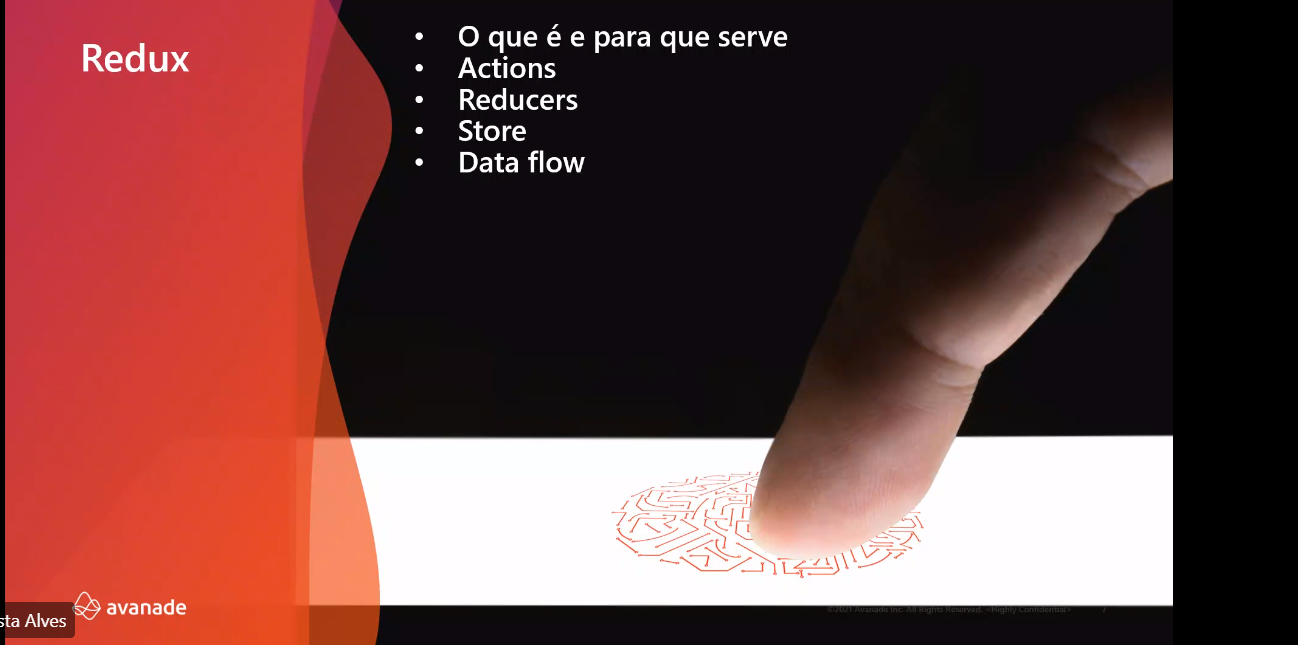 Redux
• O que é e para que serve
• Actions
• Reducers
• Store
• Data flow
avanade
sta Alves
©2021 Avanade Inc. All Rights Reserved. <Highly Confidential> 7